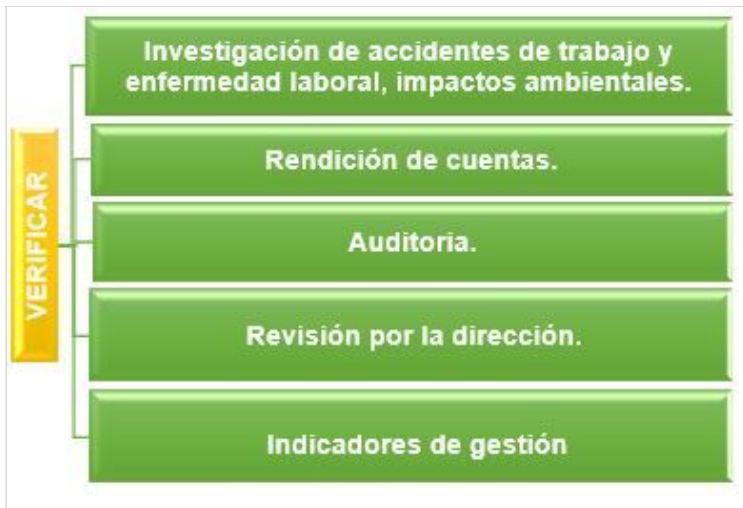 VERIFICAR
Investigación de accidentes de trabajo y
enfermedad laboral, impactos ambientales.
Rendición de cuentas.
Auditoria.
Revisión por la dirección.
Indicadores de gestión